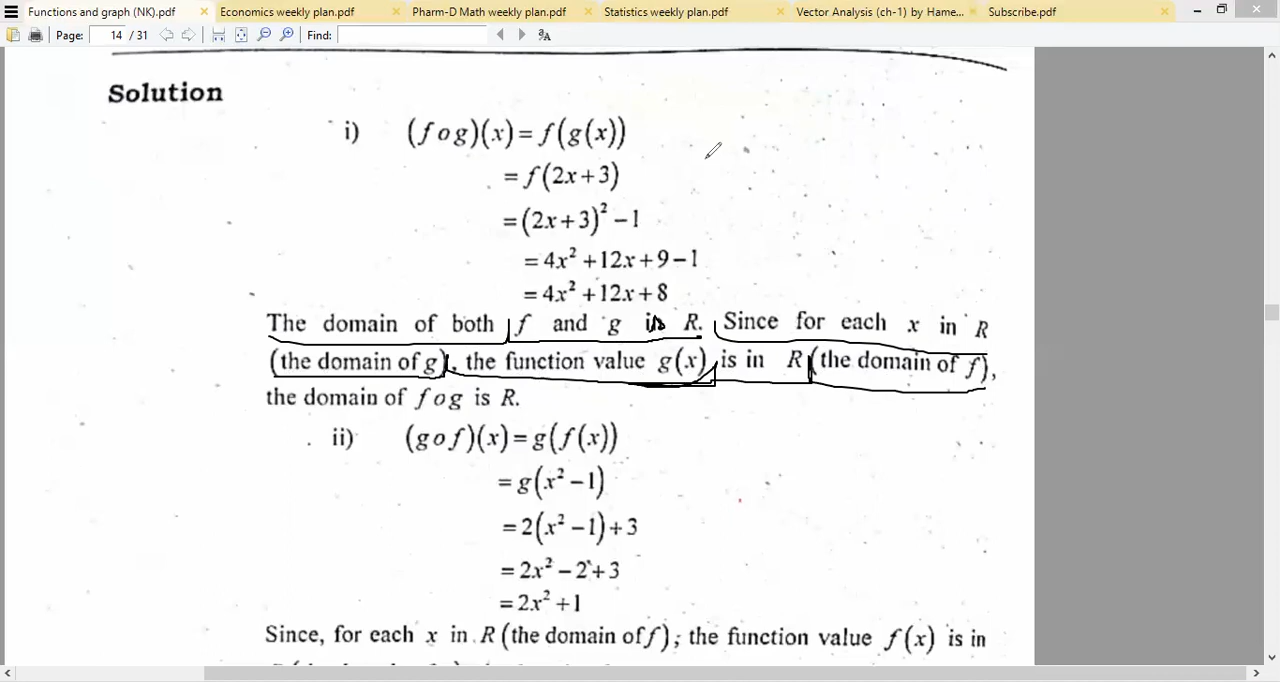 Functions and graph (NK).pdf Economics weekly plan.pdf Pharm-D Math weekly plan.pdf Statistics weekly plan.pdf Vector Analysis (ch-1) by Hame... Subscribe.pdf
Page: 14 / 31 Find:
Solution
i) (f o g)(x) = f(g(x))
= f(2x+3)
= (2x+3)² − 1
= 4x² + 12x + 9 − 1
= 4x² + 12x + 8
The domain of both f and g is R. Since for each x in R
(the domain of g), the function value g(x) is in R (the domain of f),
the domain of f o g is R.
ii) (g o f)(x) = g(f(x))
= g(x² − 1)
= 2(x² − 1) + 3
= 2x² − 2 + 3
= 2x² + 1
Since, for each x in R (the domain of f), the function value f(x) is in